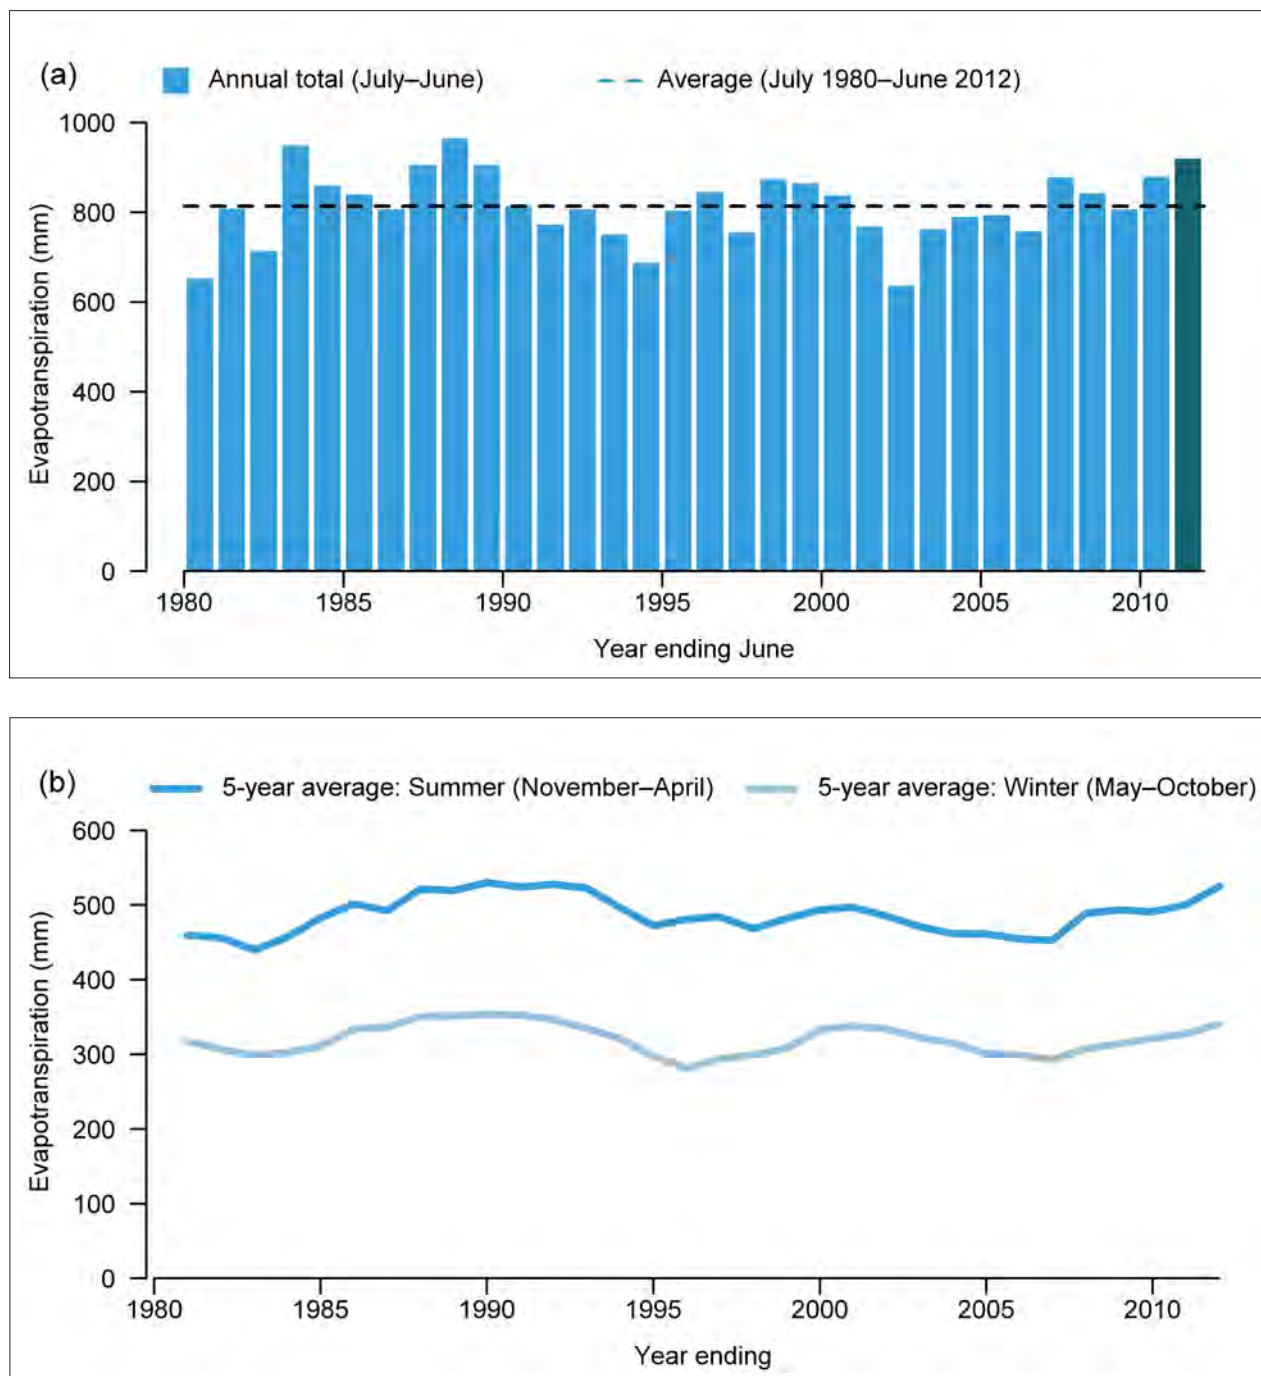 (a) Annual total (July–June) Average (July 1980–June 2012)
1000
800
600
400
200
0
Evapotranspiration (mm)
1980 1985 1990 1995 2000 2005 2010
Year ending June
(b) 5-year average: Summer (November–April) 5-year average: Winter (May–October)
600
500
400
300
200
100
0
Evapotranspiration (mm)
1980 1985 1990 1995 2000 2005 2010
Year ending